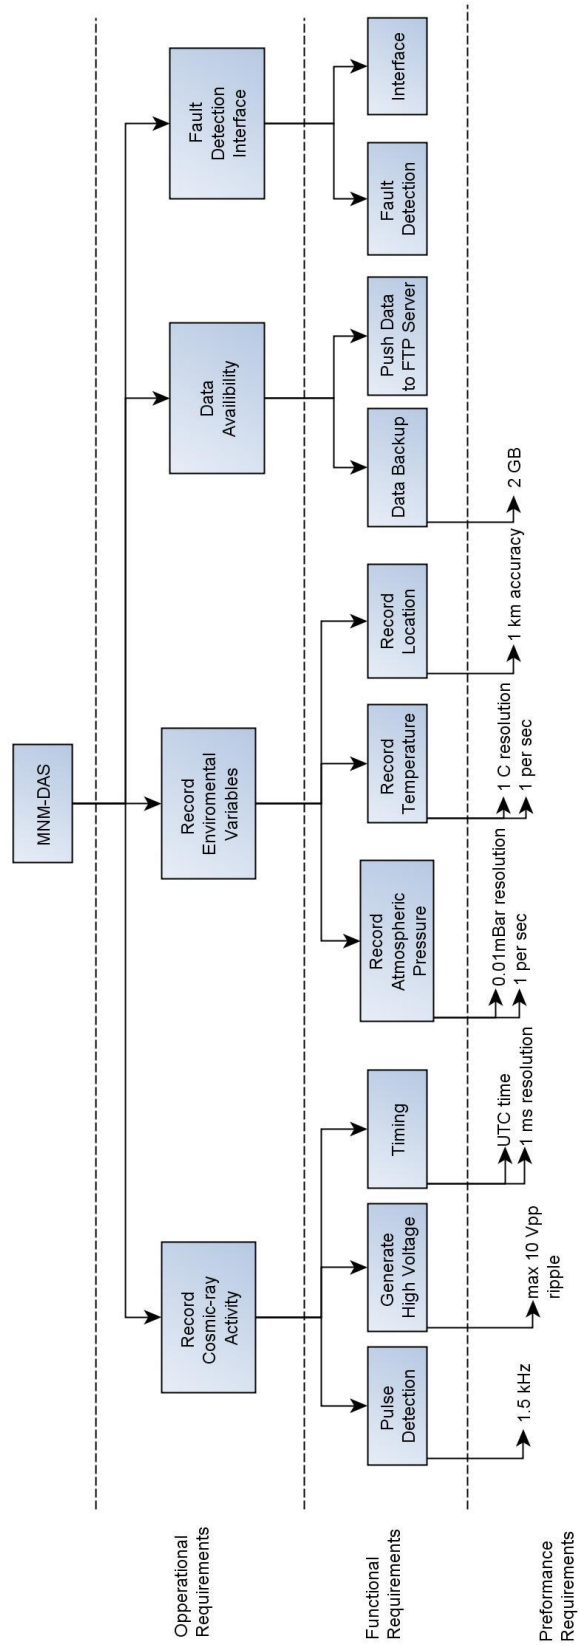 MNM-DAS
Opperational
Requirements
Record
Cosmic-ray
Activity
Record
Enviromental
Variables
Data
Availibility
Fault
Detection
Interface
Functional
Requirements
Pulse
Detection
Generate
High Voltage
Timing
Record
Atmospheric
Pressure
Record
Temperature
Record
Location
Data Backup
Push Data
to FTP Server
Fault
Detection
Interface
Preformance
Requirements
1.5 kHz
max 10 Vpp
ripple
UTC time
1 ms resolution
0.01mBar resolution
1 per sec
1 C resolution
1 per sec
1 km accuracy
2 GB